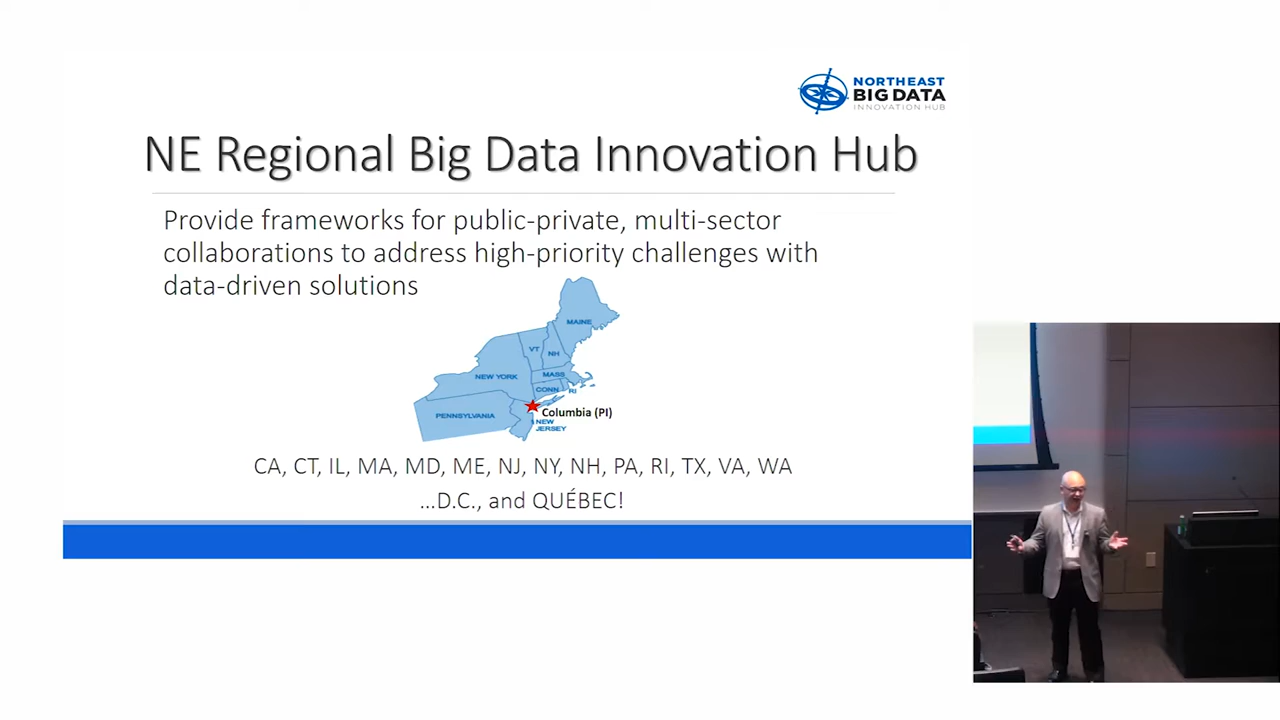 NORTHEAST
BIG DATA
INNOVATION HUB
NE Regional Big Data Innovation Hub
Provide frameworks for public-private, multi-sector
collaborations to address high-priority challenges with
data-driven solutions
MAINE
VT
NH
NEW YORK
MASS
CONN
RI
PENNSYLVANIA
Columbia (PI)
NEW
JERSEY
CA, CT, IL, MA, MD, ME, NJ, NY, NH, PA, RI, TX, VA, WA
...D.C., and QUÉBEC!